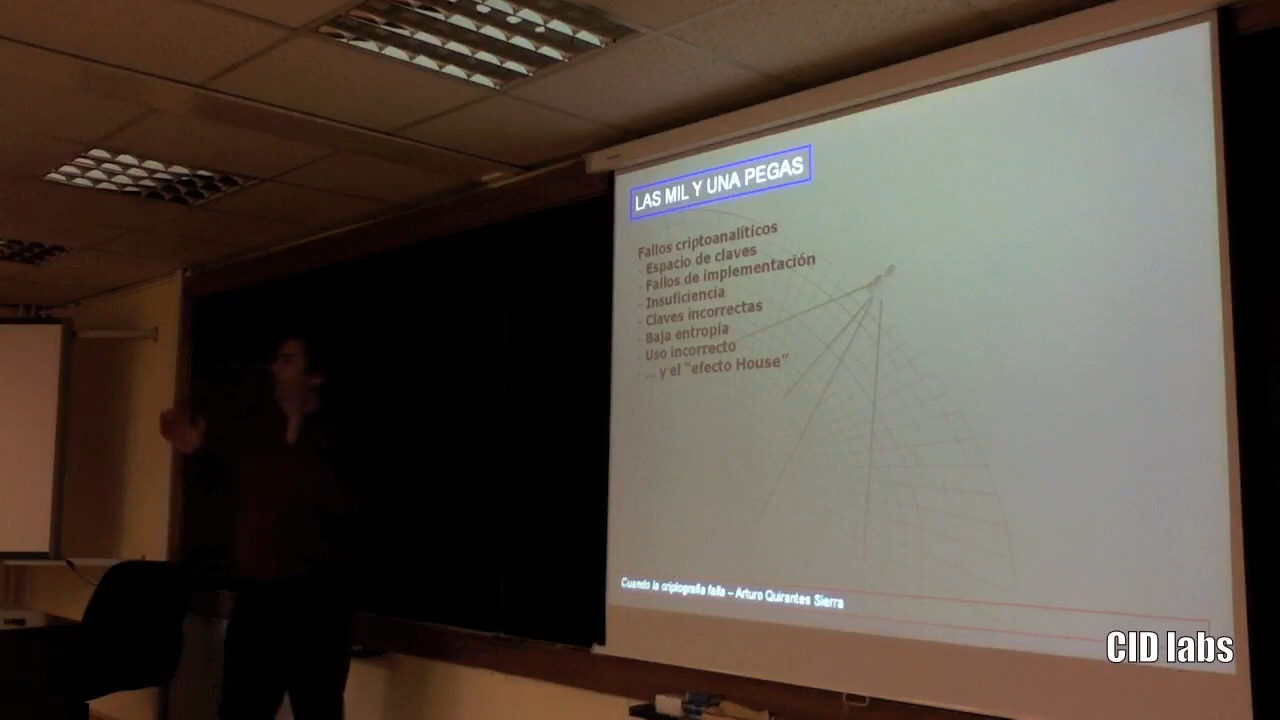 LAS MIL Y UNA PEGAS
Fallos criptoanalíticos
· Espacio de claves
· Fallos de implementación
· Insuficiencia
· Claves incorrectas
· Baja entropía
· Uso incorrecto
· ... y el "efecto House"
Cuando la criptografía falla – Arturo Quirantes Sierra
CID labs